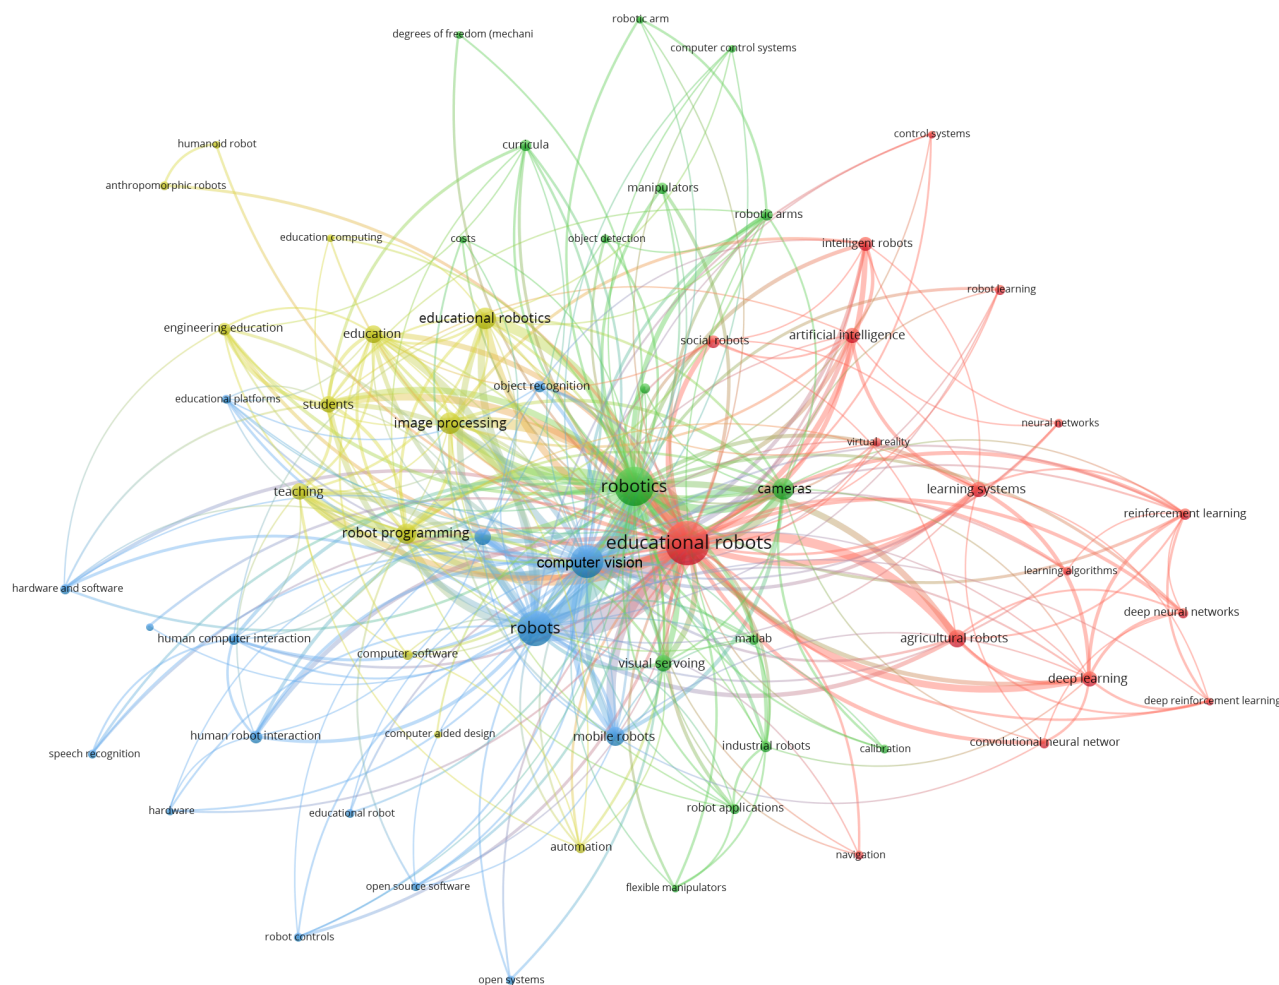 robotic arm
degrees of freedom (mechani
computer control systems
control systems
humanoid robot
curricula
anthropomorphic robots
manipulators
robotic arms
education computing
costs
object detection
intelligent robots
robot learning
educational robotics
engineering education
education
social robots
artificial intelligence
object recognition
educational platforms
students
image processing
neural networks
virtual reality
robotics
cameras
learning systems
teaching
reinforcement learning
robot programming
educational robots
computer vision
learning algorithms
hardware and software
deep neural networks
robots
human computer interaction
matlab
agricultural robots
computer software
visual servoing
deep learning
deep reinforcement learning
computer aided design
human robot interaction
mobile robots
convolutional neural networ
speech recognition
industrial robots
calibration
hardware
educational robot
robot applications
automation
navigation
open source software
flexible manipulators
robot controls
open systems